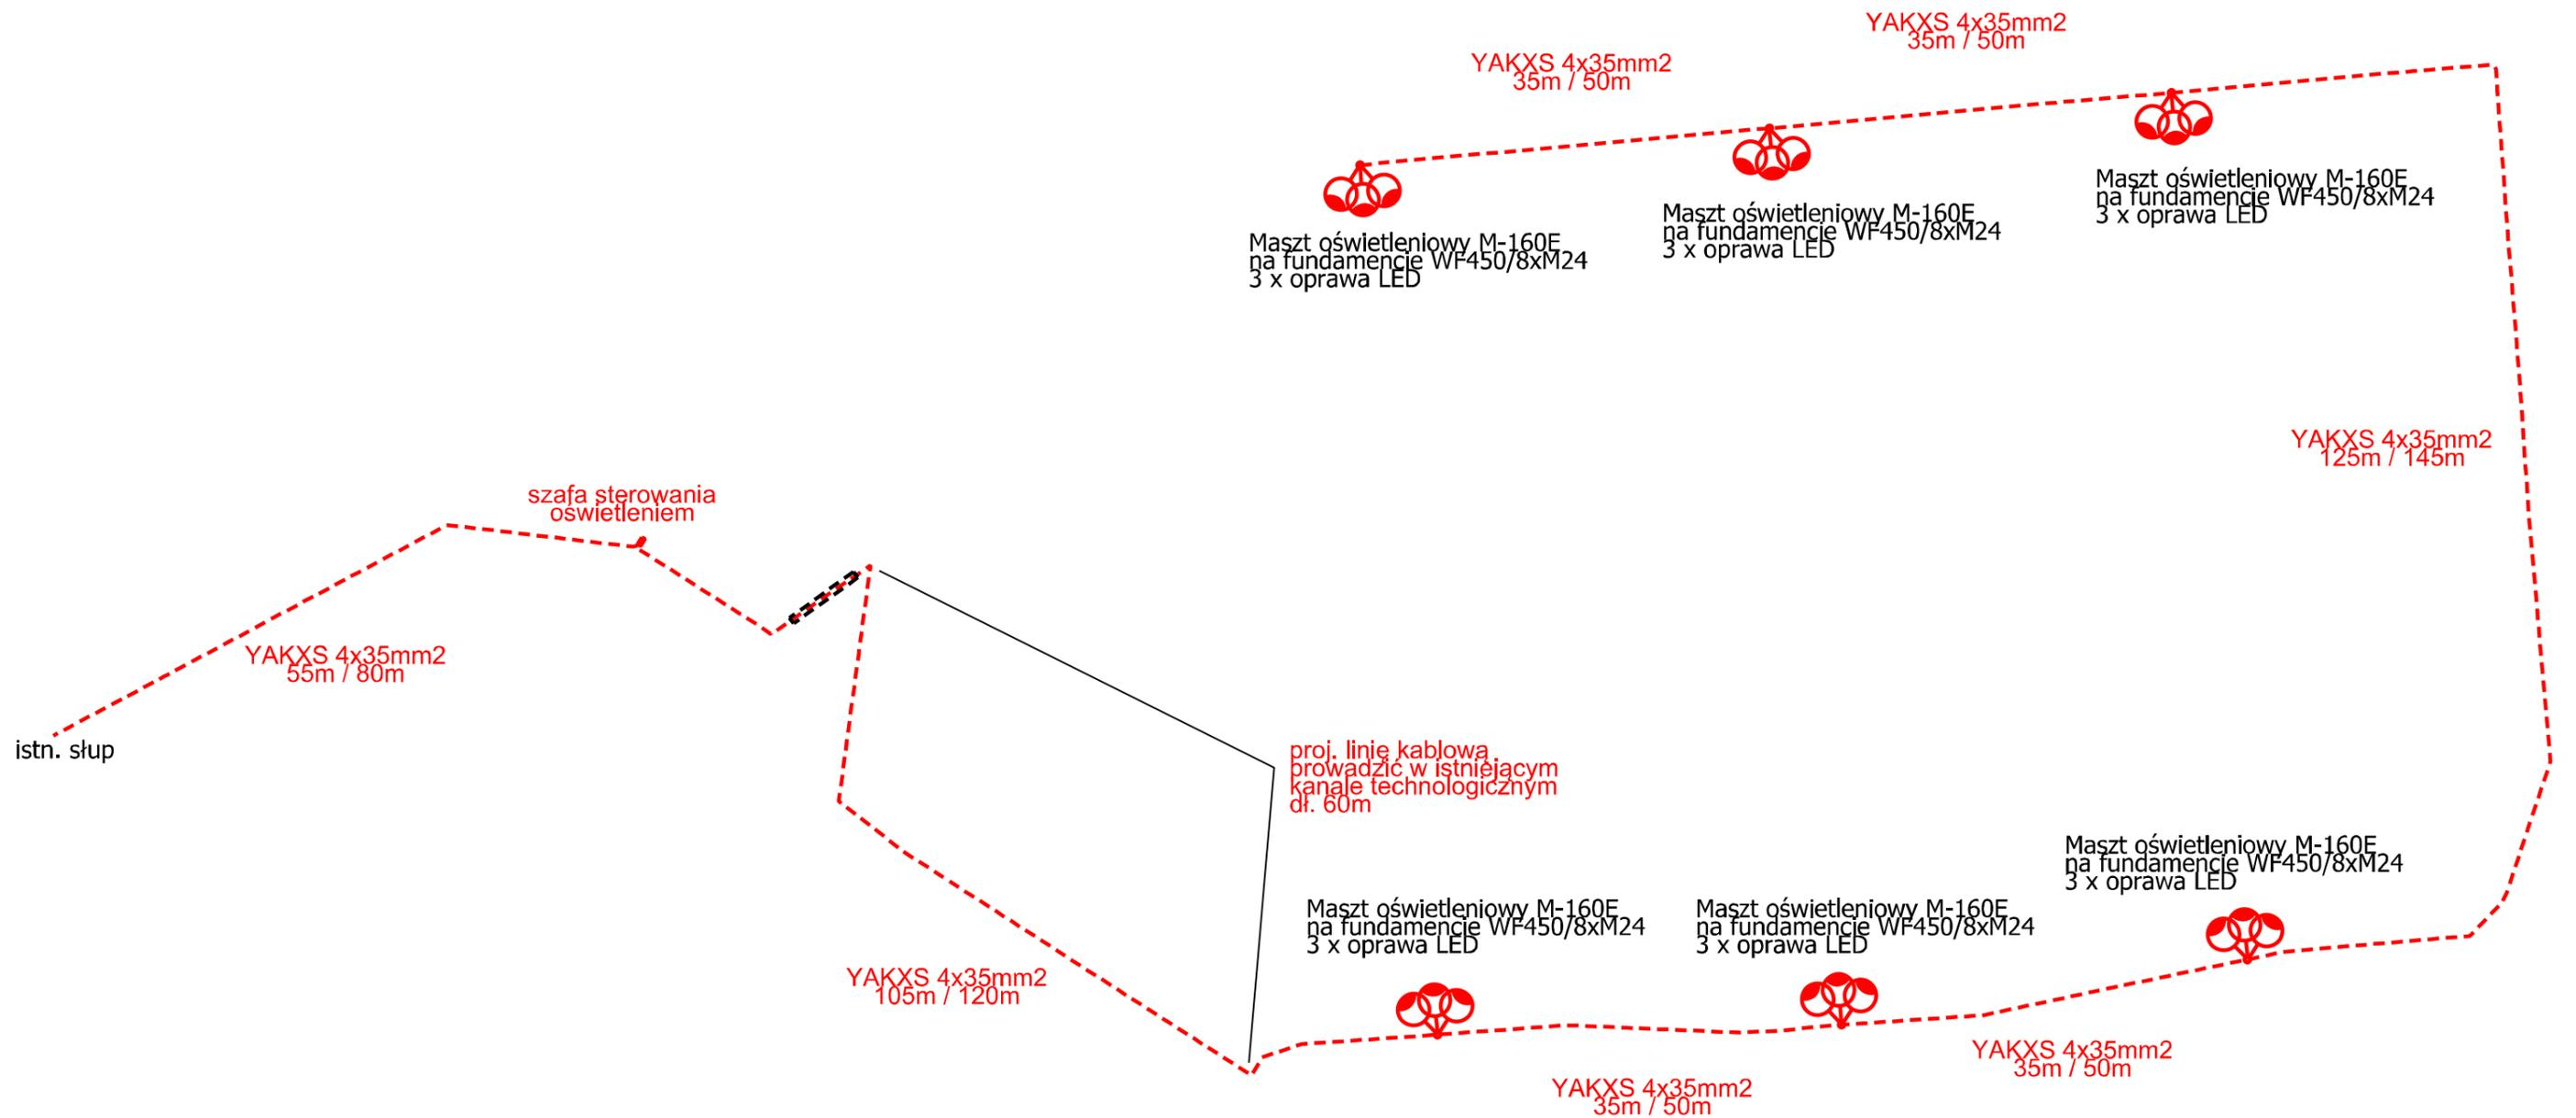 YAKXS 4x35mm2
35m / 50m
YAKXS 4x35mm2
35m / 50m
Maszt oświetleniowy M-160E
na fundamencie WF450/8xM24
3 x oprawa LED
Maszt oświetleniowy M-160E
na fundamencie WF450/8xM24
3 x oprawa LED
Maszt oświetleniowy M-160E
na fundamencie WF450/8xM24
3 x oprawa LED
YAKXS 4x35mm2
125m / 145m
szafa sterowania
oświetleniem
YAKXS 4x35mm2
55m / 80m
istn. słup
proj. linię kablową
prowadzić w istniejącym
kanale technologicznym
dł. 60m
Maszt oświetleniowy M-160E
na fundamencie WF450/8xM24
3 x oprawa LED
Maszt oświetleniowy M-160E
na fundamencie WF450/8xM24
3 x oprawa LED
Maszt oświetleniowy M-160E
na fundamencie WF450/8xM24
3 x oprawa LED
YAKXS 4x35mm2
105m / 120m
YAKXS 4x35mm2
35m / 50m
YAKXS 4x35mm2
35m / 50m